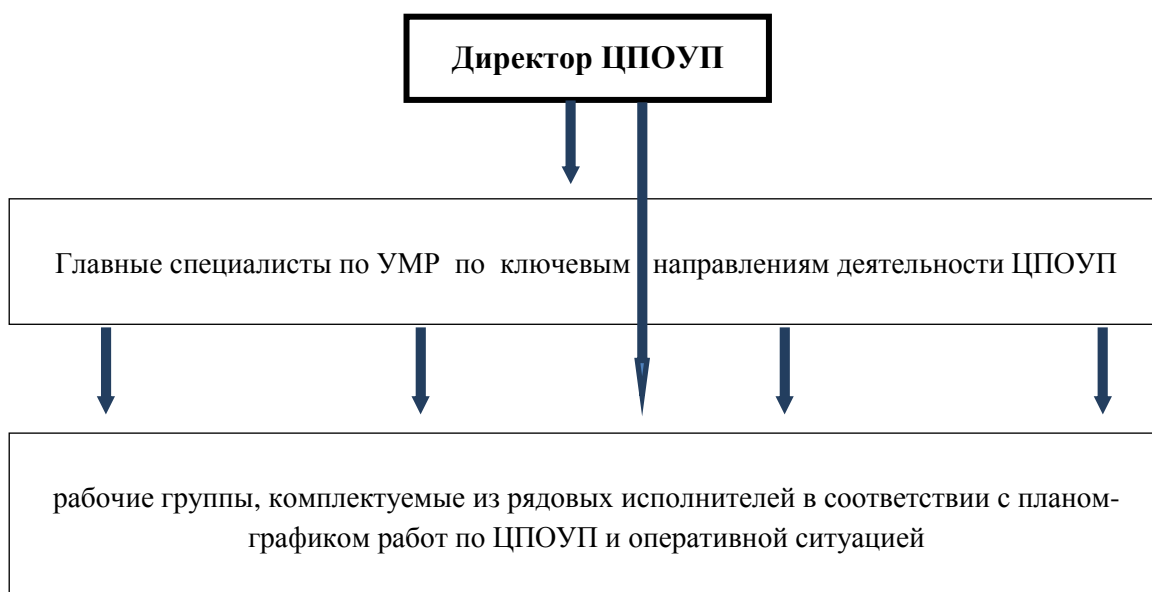 Директор ЦПОУП
Главные специалисты по УМР по ключевым направлениям деятельности ЦПОУП
рабочие группы, комплектуемые из рядовых исполнителей в соответствии с планом-
графиком работ по ЦПОУП и оперативной ситуацией